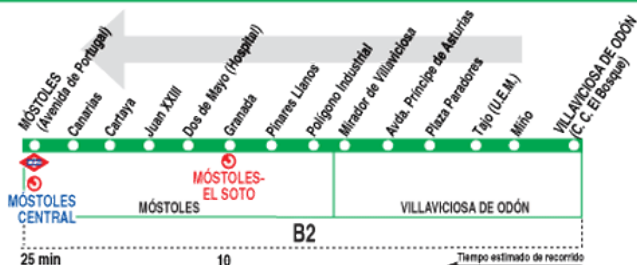 MÓSTOLES
(Avenida de Portugal)
Canarias
Cartaya
Juan XXIII
Dos de Mayo (Hospital)
Granada
Pinares Llanos
Polígono Industrial
Mirador de Villaviciosa
Avda. Príncipe de Asturias
Plaza Paradores
Tajo (U.E.M.)
Miño
VILLAVICIOSA DE ODÓN
(C. C. El Bosque)
MÓSTOLES
CENTRAL
MÓSTOLES
MÓSTOLES-
EL SOTO
VILLAVICIOSA DE ODÓN
B2
25 min
10
Tiempo estimado de recorrido